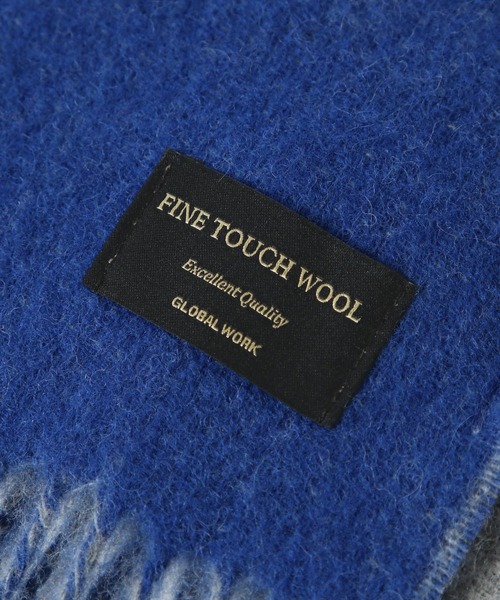 FINE TOUCH WOOL
Excellent Quality
GLOBAL WORK